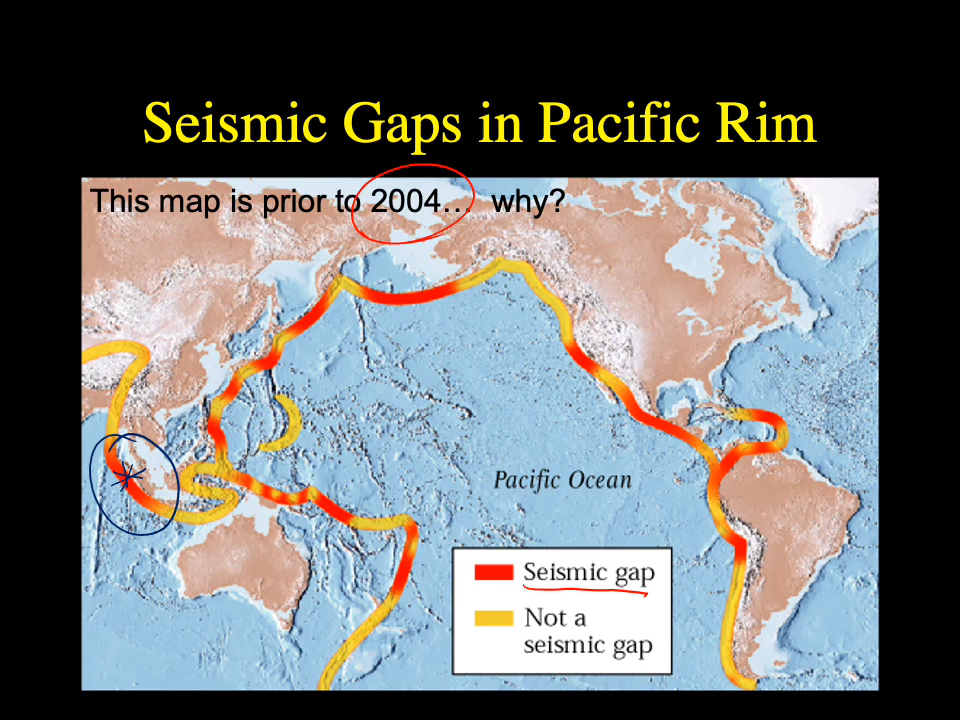 Seismic Gaps in Pacific Rim
This map is prior to 2004… why?
Pacific Ocean
Seismic gap
Not a
seismic gap